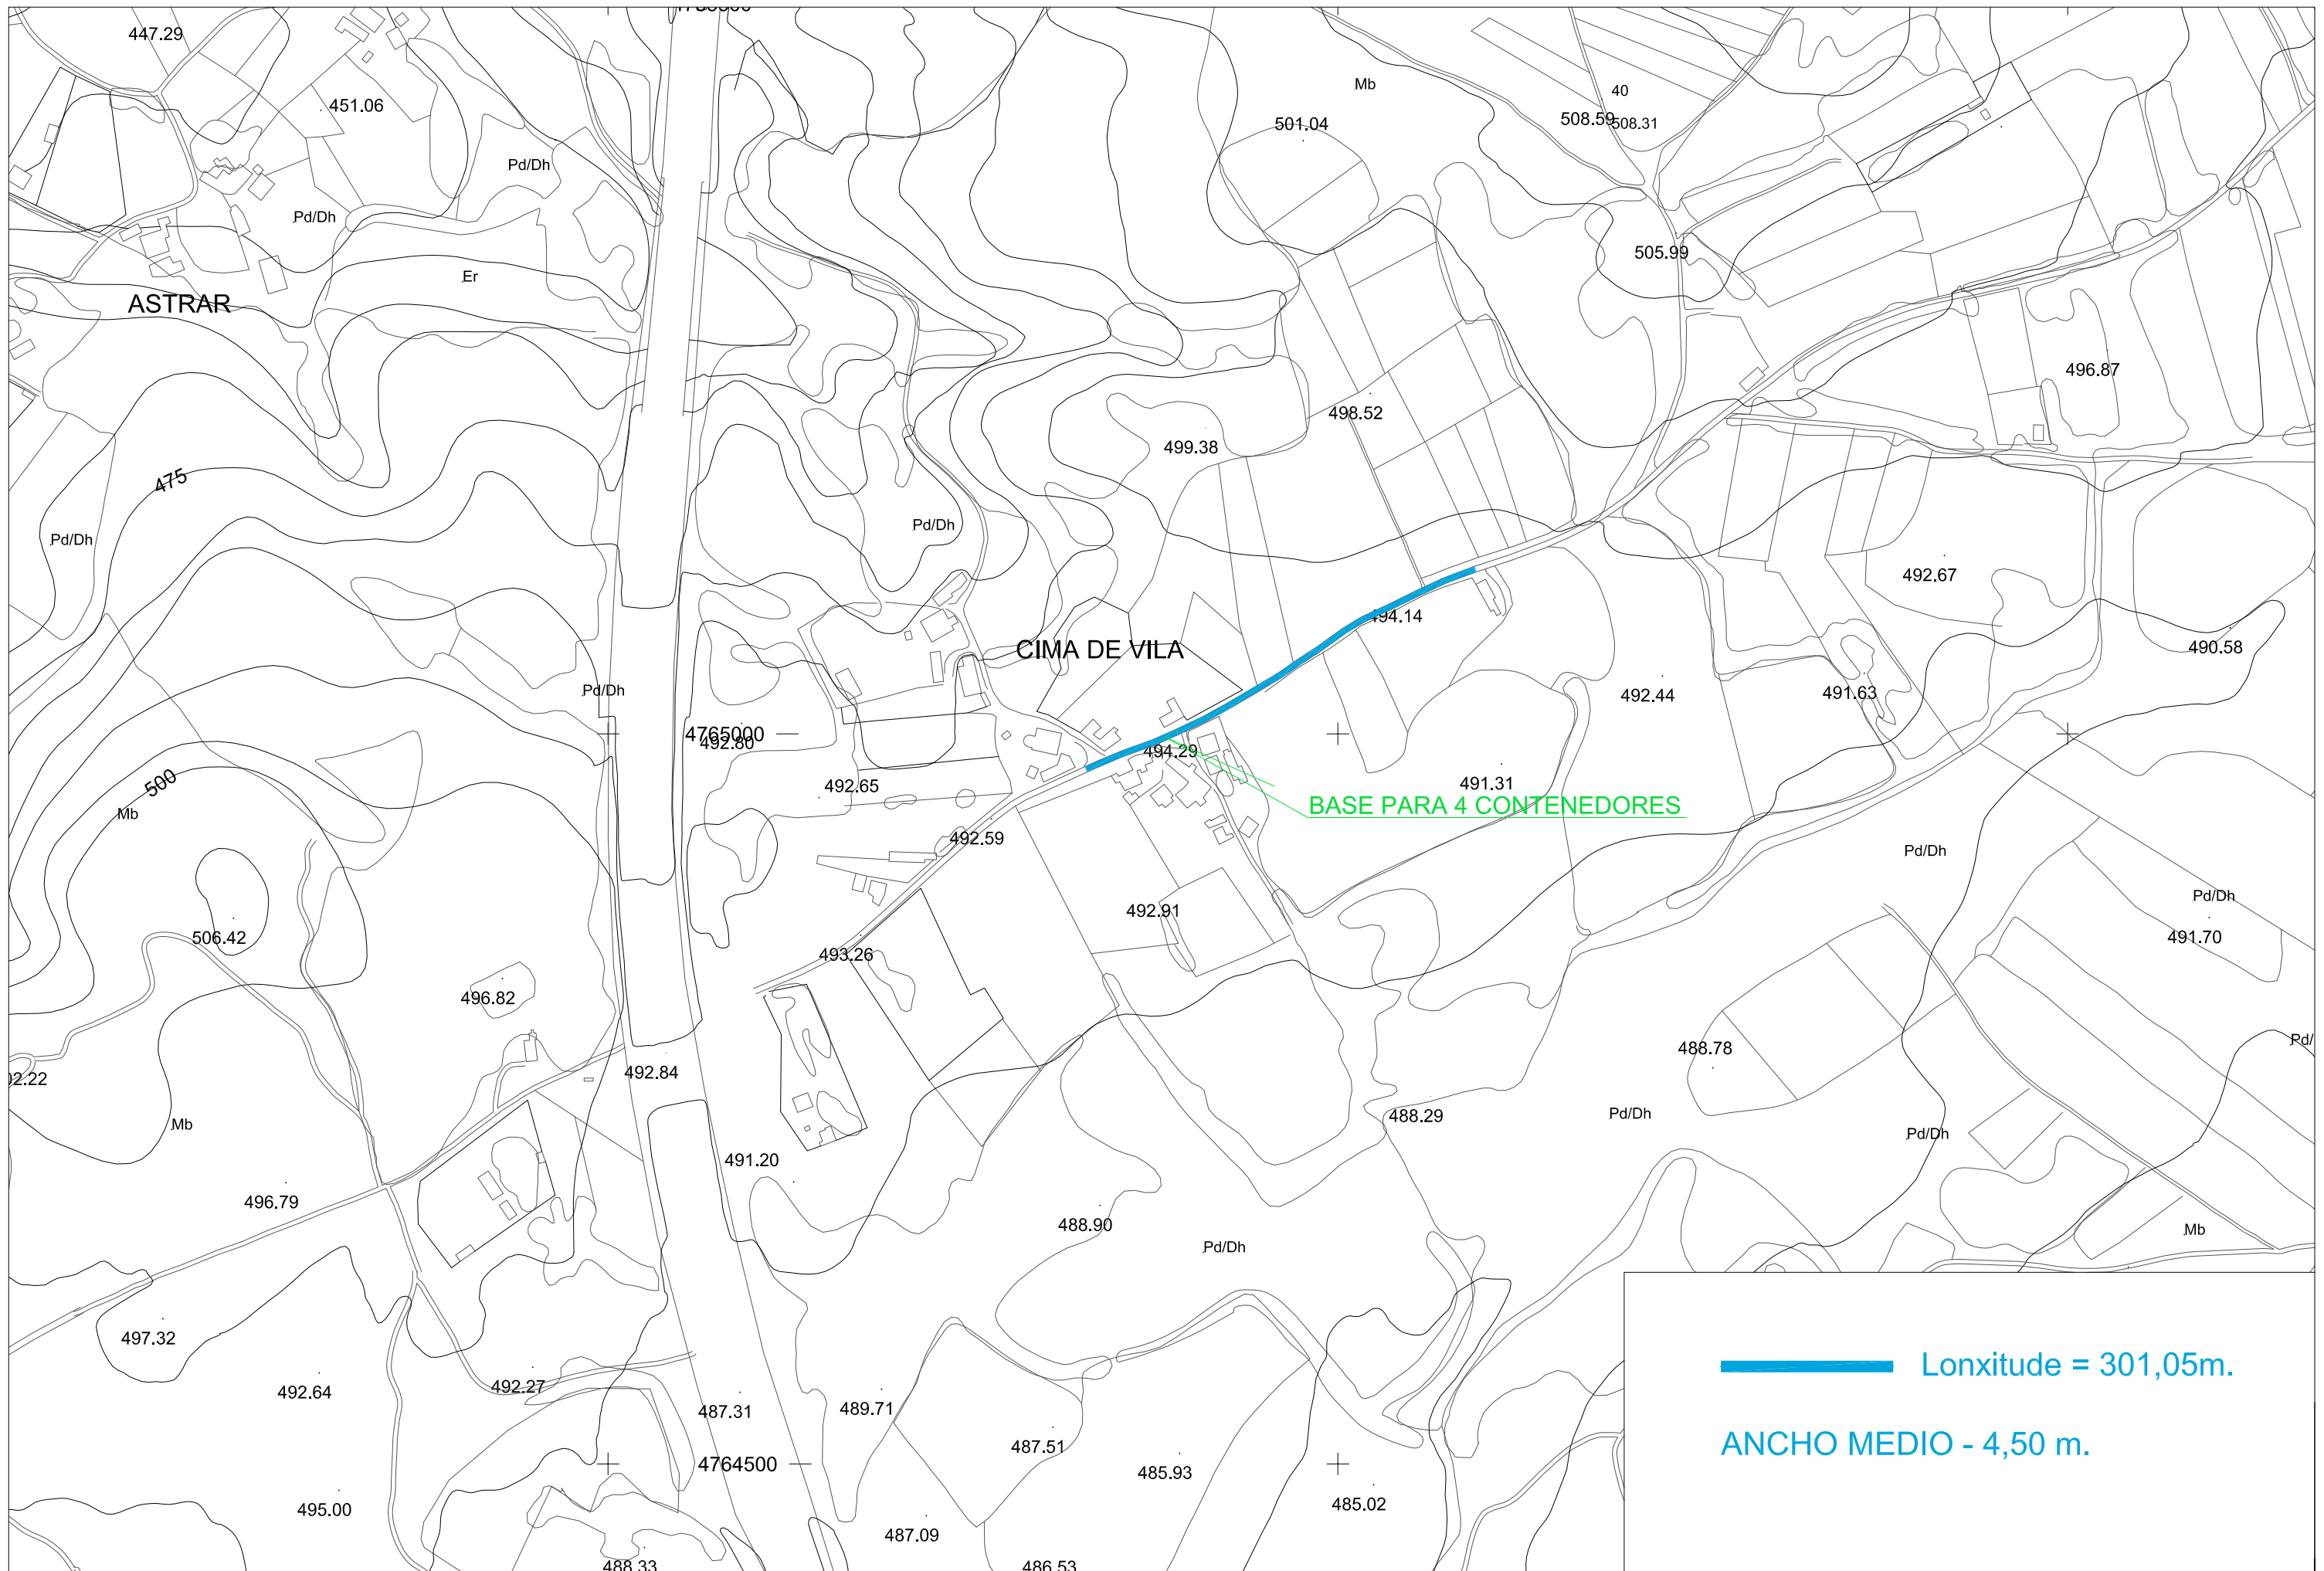 447.29
Mb
40
451.06
501.04
508.59
508.31
Pd/Dh
Pd/Dh
505.99
Er
ASTRAR
496.87
498.52
499.38
475
Pd/Dh
Pd/Dh
492.67
494.14
CIMA DE VILA
490.58
Pd/Dh
492.44
491.63
4765000
492.80
494.29
500
492.65
491.31
BASE PARA 4 CONTENEDORES
Mb
492.59
Pd/Dh
Pd/Dh
492.91
506.42
491.70
493.26
496.82
488.78
Pd/
492.84
2.22
488.29
Pd/Dh
Mb
Pd/Dh
491.20
496.79
488.90
Mb
Pd/Dh
497.32
Lonxitude = 301,05m.
492.27
492.64
489.71
487.31
487.51
ANCHO MEDIO - 4,50 m.
4764500
485.93
485.02
495.00
487.09
488.33
486.53